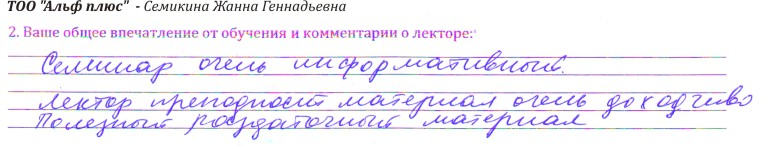 ТОО "Альф плюс" - Семикина Жанна Геннадьевна
2. Ваше общее впечатление от обучения и комментарии о лекторе:
Семинар очень информативный.
Лектор преподносит материал очень доходчиво
Полезный раздаточный материал